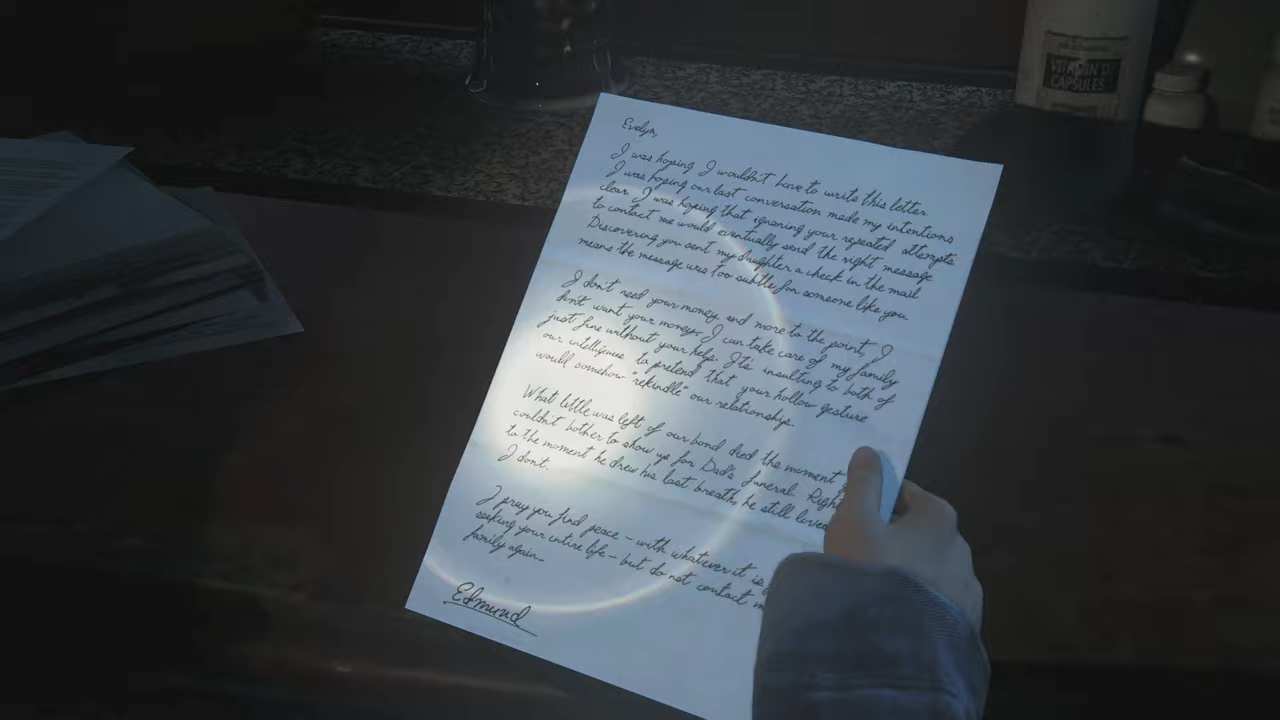 Evelyn,
I was hoping I wouldn't have to write this letter.
I was hoping our last conversation made my intentions
clear. I was hoping that ignoring your repeated attempts
to contact me would eventually send the right message.
Discovering you sent my daughter a check in the mail
means the message was too subtle for someone like you.
I don't need your money, and more to the point, I
don't want your money. I can take care of my family
just fine without your help. It's insulting to both of
our intelligence to pretend that your hollow gesture
would somehow "rekindle" our relationship.
What little was left of our bond died the moment
couldn't bother to show up for Dad's funeral. Right
to the moment he drew his last breath, he still loved
I don't.
I pray you find peace – with whatever it is
seeking your entire life – but do not contact
family again.
Edmund
VITAMIN
CAPSULES